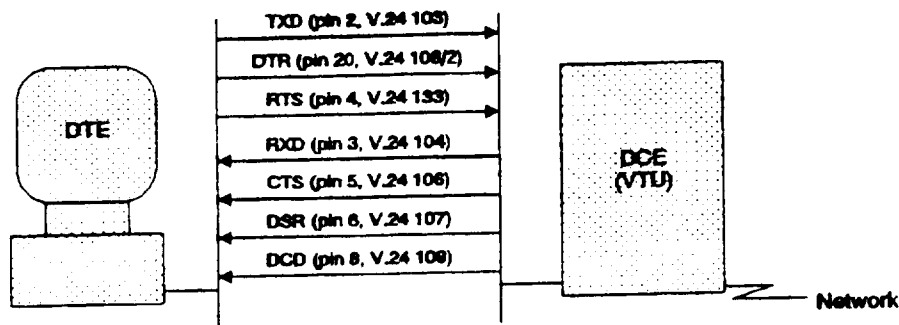 TXD (pin 2, V.24 103)
DTR (pin 20, V.24 108/2)
RTS (pin 4, V.24 133)
RXD (pin 3, V.24 104)
CTS (pin 5, V.24 106)
DSR (pin 6, V.24 107)
DCD (pin 8, V.24 109)
DTE
DCE
(VTU)
Network